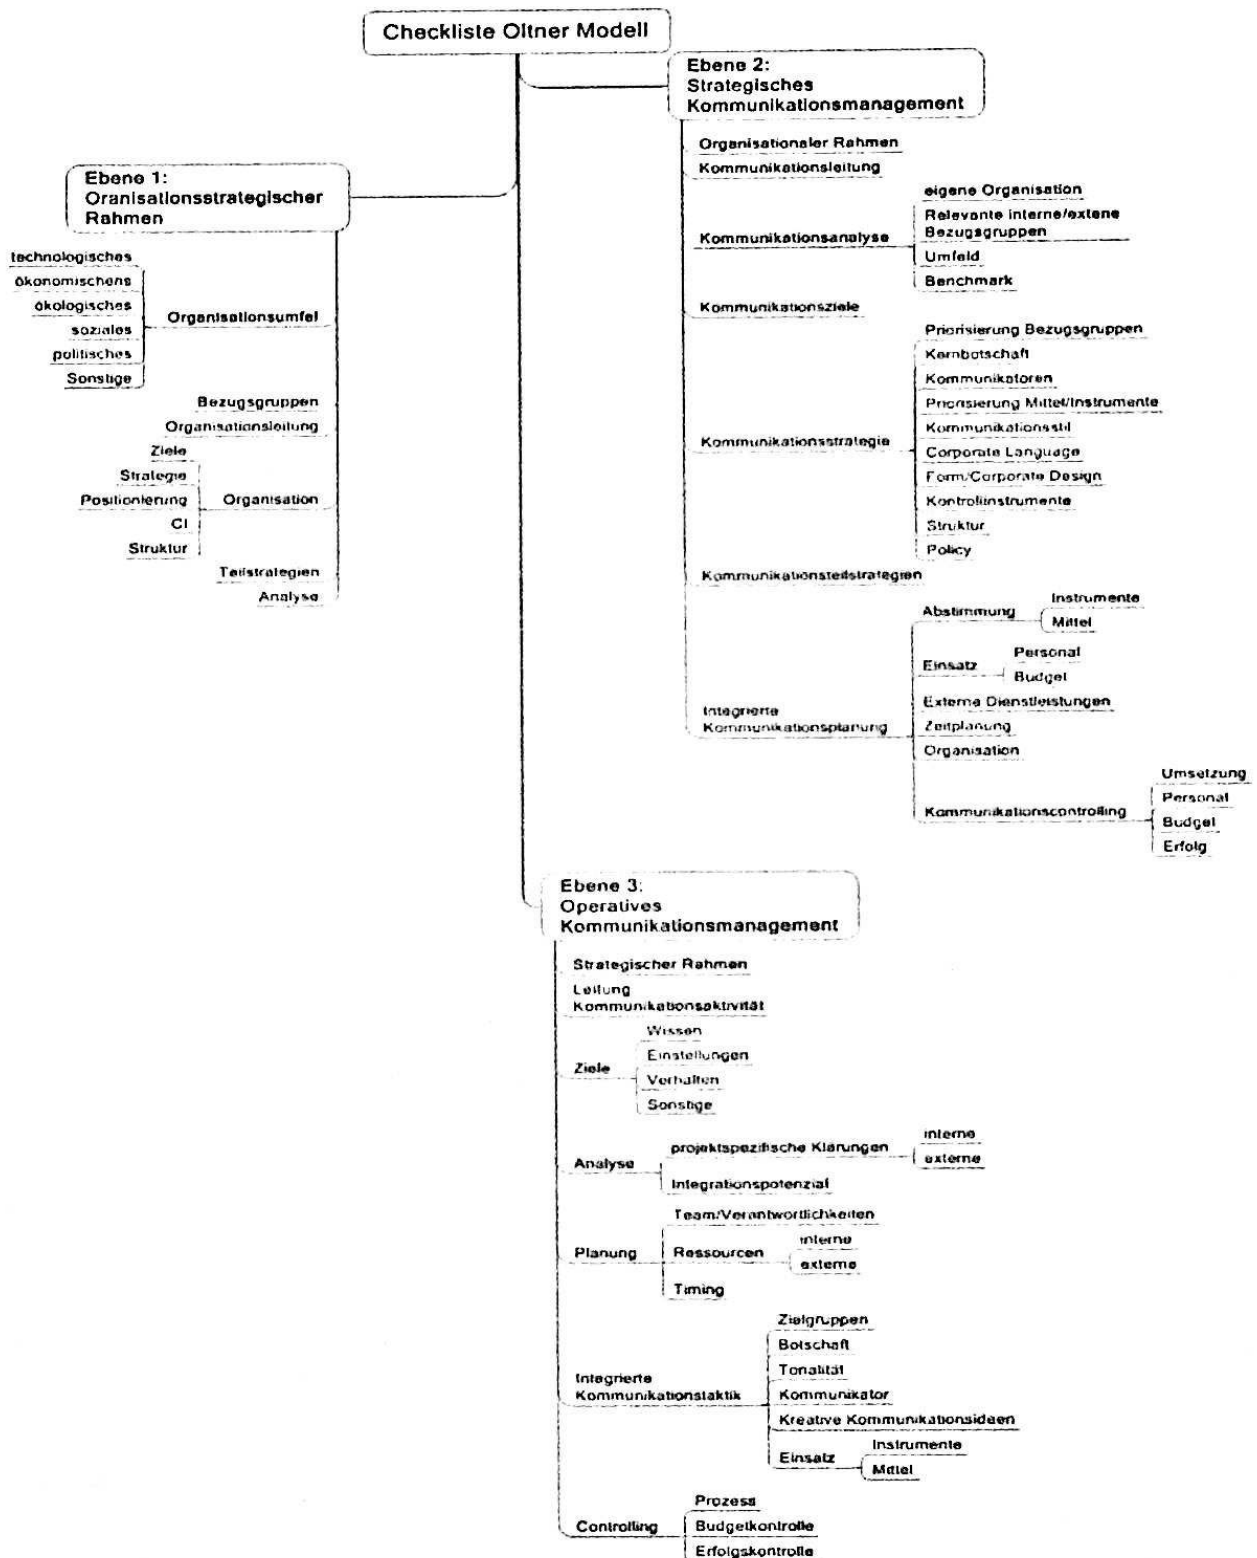 Checkliste Oltner Modell
Ebene 1:
Oranisationsstrategischer
Rahmen
technologisches
ökonomischens
ökologisches
soziales
politisches
Sonstige
Organisationsumfel
Bezugsgruppen
Organisationsleitung
Ziele
Strategie
Positionierung
CI
Struktur
Organisation
Teilstrategien
Analyse
Ebene 2:
Strategisches
Kommunikationsmanagement
Organisationaler Rahmen
Kommunikationsleitung
Kommunikationsanalyse
eigene Organisation
Relevante interne/extene
Bezugsgruppen
Umfeld
Benchmark
Kommunikationsziele
Kommunikationsstrategie
Priorisierung Bezugsgruppen
Kernbotschaft
Kommunikatoren
Priorisierung Mittel/Instrumente
Kommunikationsstil
Corporate Language
Form/Corporate Design
Kontrollinstrumente
Struktur
Policy
Kommunikationsteilstrategien
Integrierte
Kommunikationsplanung
Abstimmung
Instrumente
Mittel
Einsatz
Personal
Budget
Externe Dienstleistungen
Zeitplanung
Organisation
Kommunikationscontrolling
Umsetzung
Personal
Budget
Erfolg
Ebene 3:
Operatives
Kommunikationsmanagement
Strategischer Rahmen
Leitung
Kommunikationsaktivität
Ziele
Wissen
Einstellungen
Verhalten
Sonstige
Analyse
projektspezifische Klärungen
interne
externe
Integrationspotenzial
Planung
Team/Verantwortlichkeiten
Ressourcen
interne
externe
Timing
Integrierte
Kommunikationstaktik
Zielgruppen
Botschaft
Tonalität
Kommunikator
Kreative Kommunikationsideen
Einsatz
Instrumente
Mittel
Controlling
Prozess
Budgetkontrolle
Erfolgskontrolle